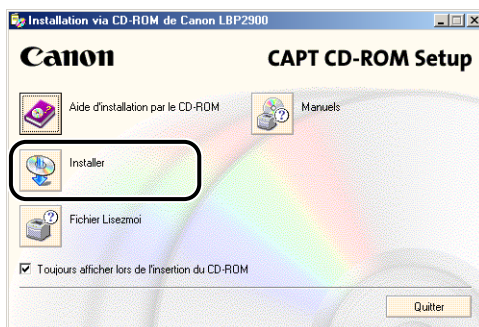 Installation via CD-ROM de Canon LBP2900
Canon
CAPT CD-ROM Setup
Aide d'installation par le CD-ROM
Manuels
Installer
Fichier Lisezmoi
Toujours afficher lors de l'insertion du CD-ROM
Quitter